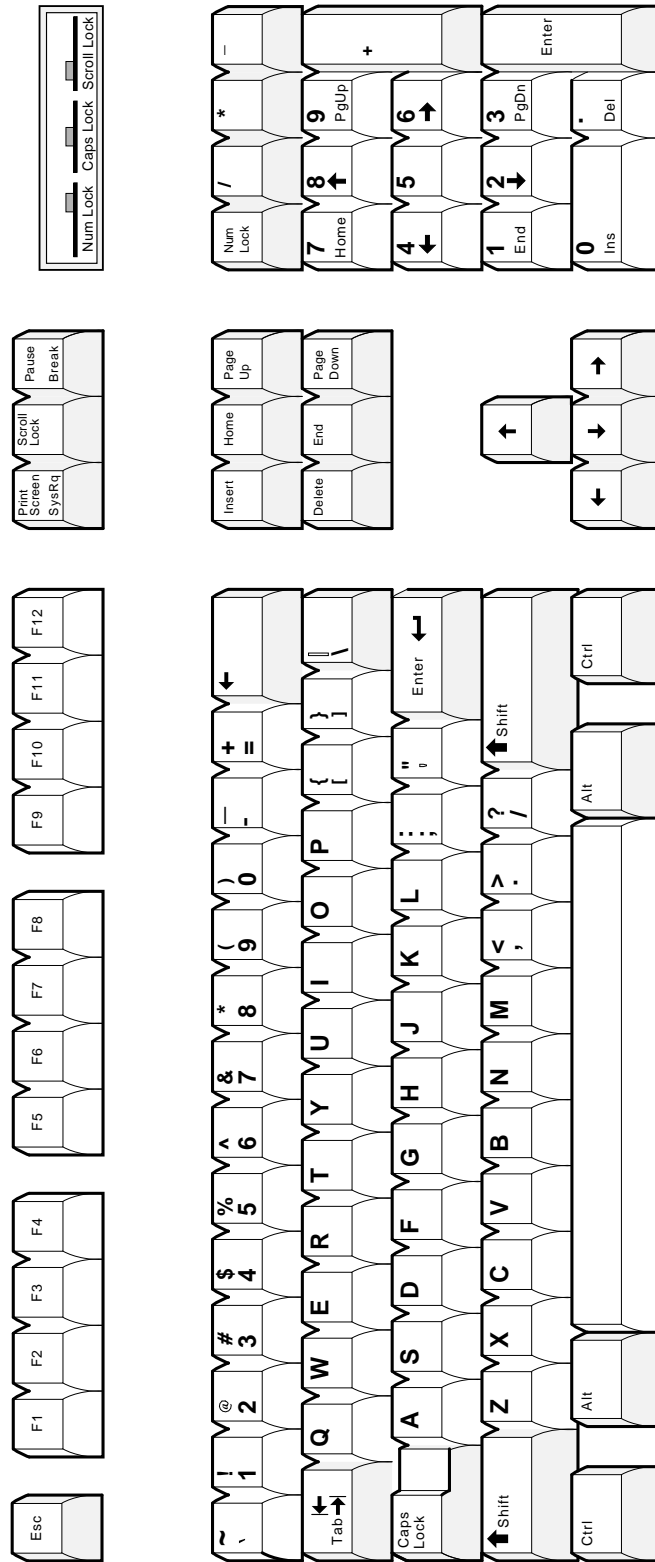 Esc
F1 F2 F3 F4
F5 F6 F7 F8
F9 F10 F11 F12
Print
Screen
SysRq
Scroll
Lock
Pause
Break
Num Lock Caps Lock Scroll Lock
~ ! @ # $ % ^ & * ( ) _ +
` 1 2 3 4 5 6 7 8 9 0 - = ←
Insert Home Page
Up
Num
Lock
/ * –
Tab Q W E R T Y U I O P { } |
[ ] \
Delete End Page
Down
7 8 9 +
Home ↑ PgUp
Caps
Lock
A S D F G H J K L : "
; '
Enter ↵
4 5 6
← →
Shift Z X C V B N M < > ?
, . /
Shift
↑
1 2 3 Enter
End ↓ PgDn
Ctrl Alt Alt Ctrl
← ↓ →
0 .
Ins Del